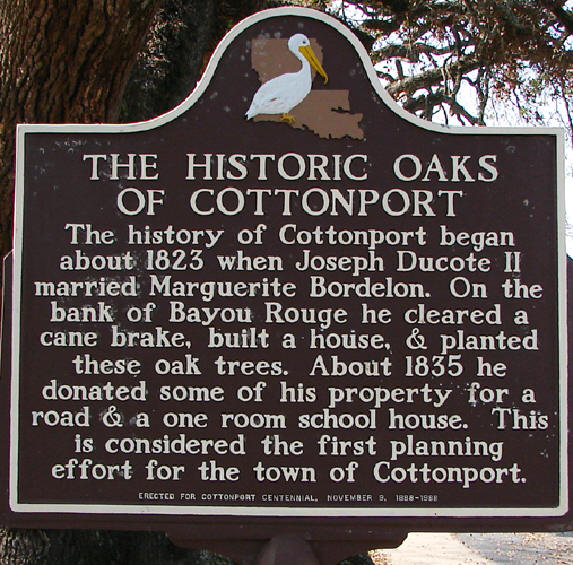 THE HISTORIC OAKS
OF COTTONPORT
The history of Cottonport began
about 1823 when Joseph Ducote II
married Marguerite Bordelon. On the
bank of Bayou Rouge he cleared a
cane brake, built a house, & planted
these oak trees. About 1835 he
donated some of his property for a
road & a one room school house. This
is considered the first planning
effort for the town of Cottonport.
ERECTED FOR COTTONPORT CENTENNIAL, NOVEMBER 9, 1888-1988